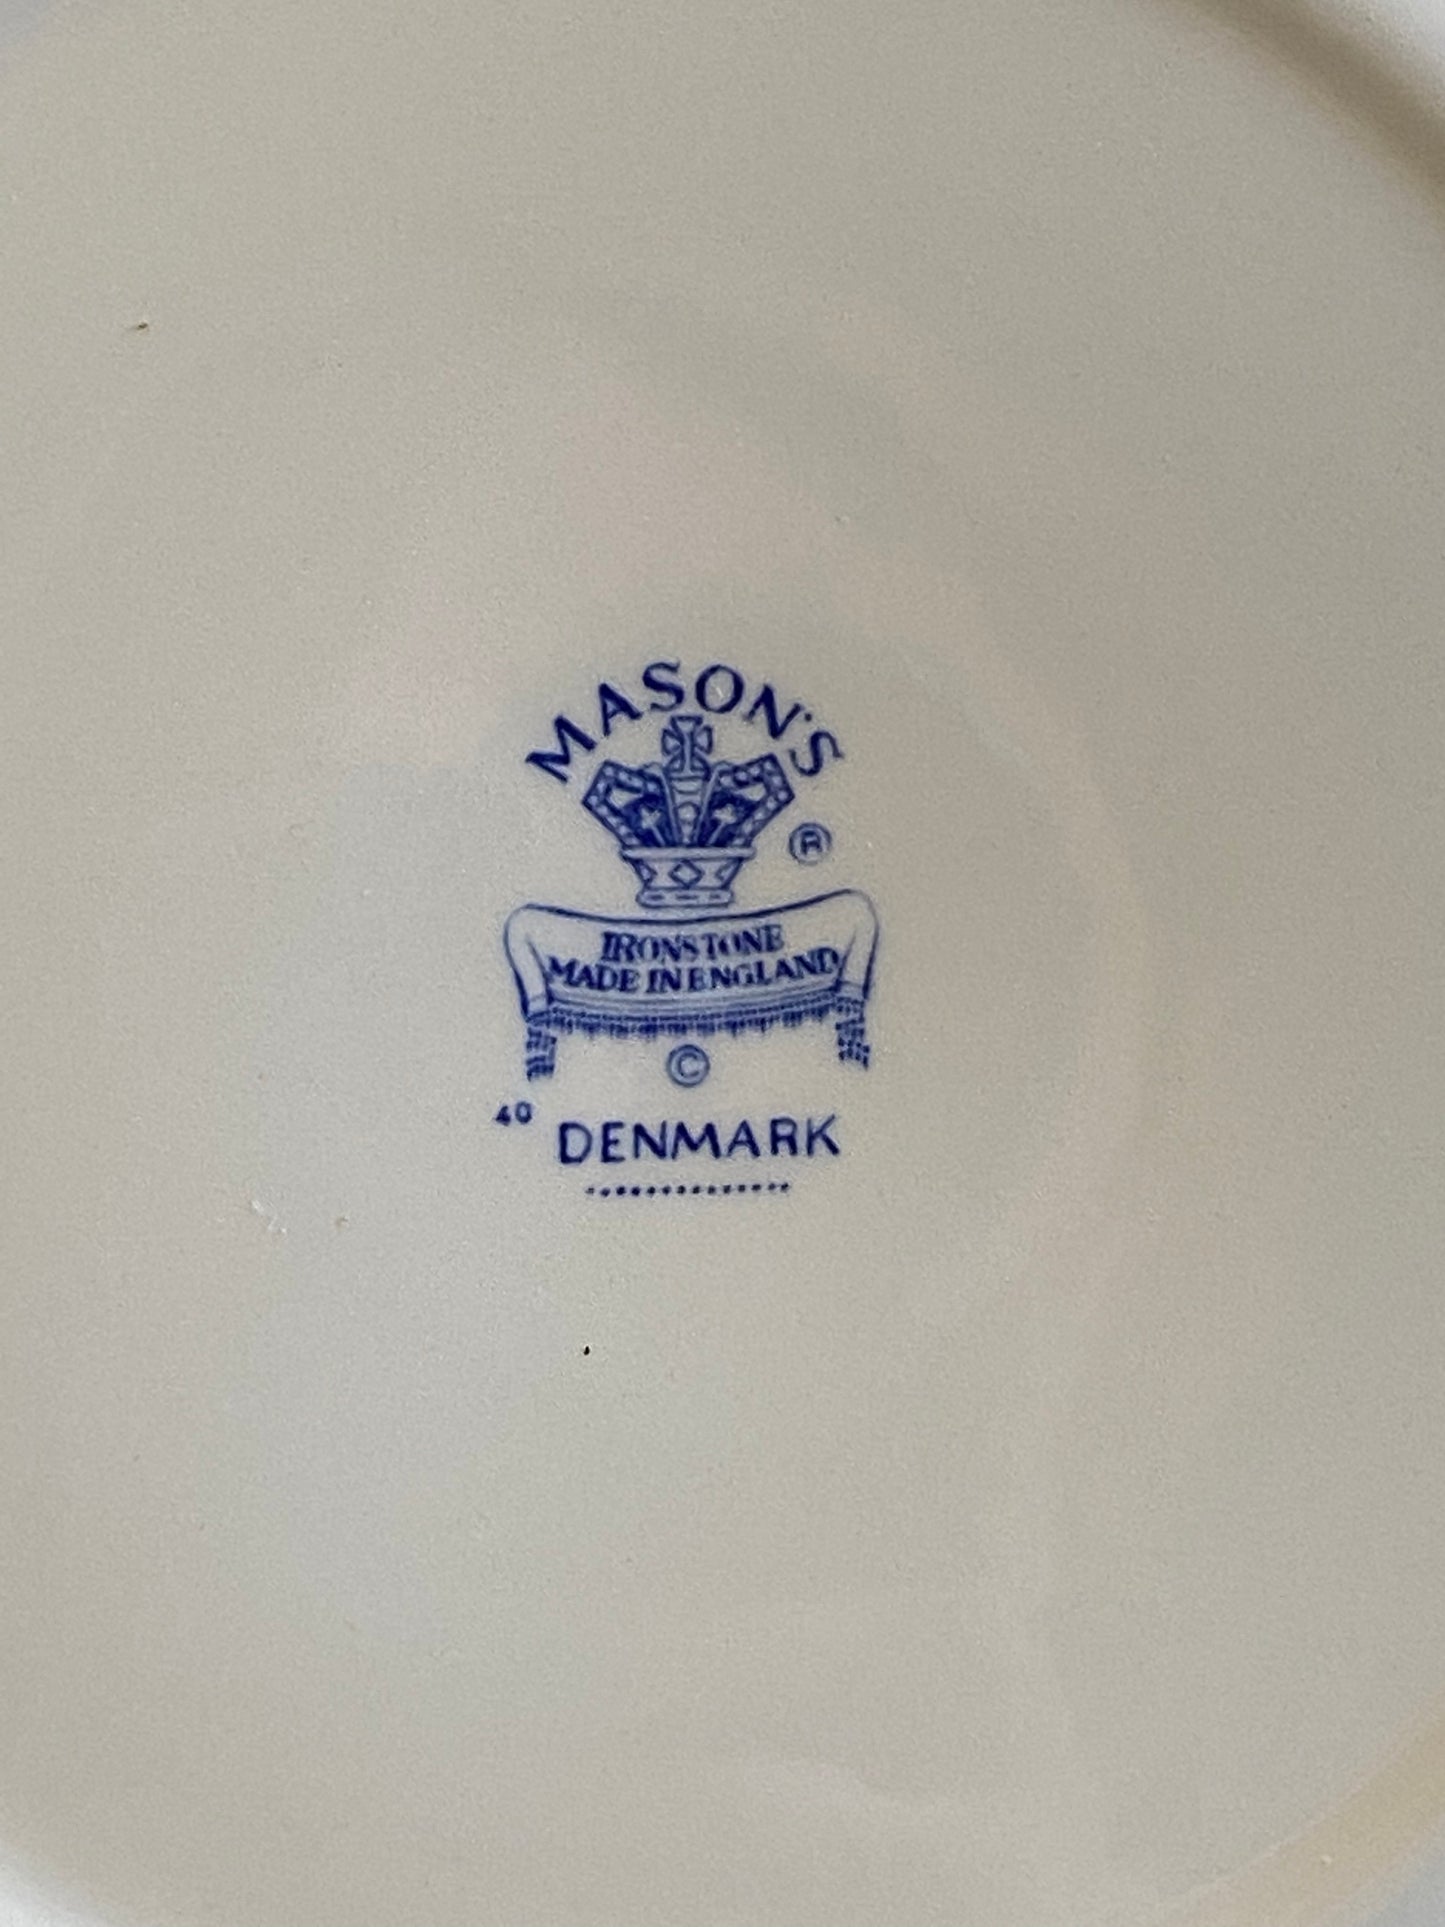 MASON'S
®
IRONSTONE
MADE IN ENGLAND
©
40 DENMARK